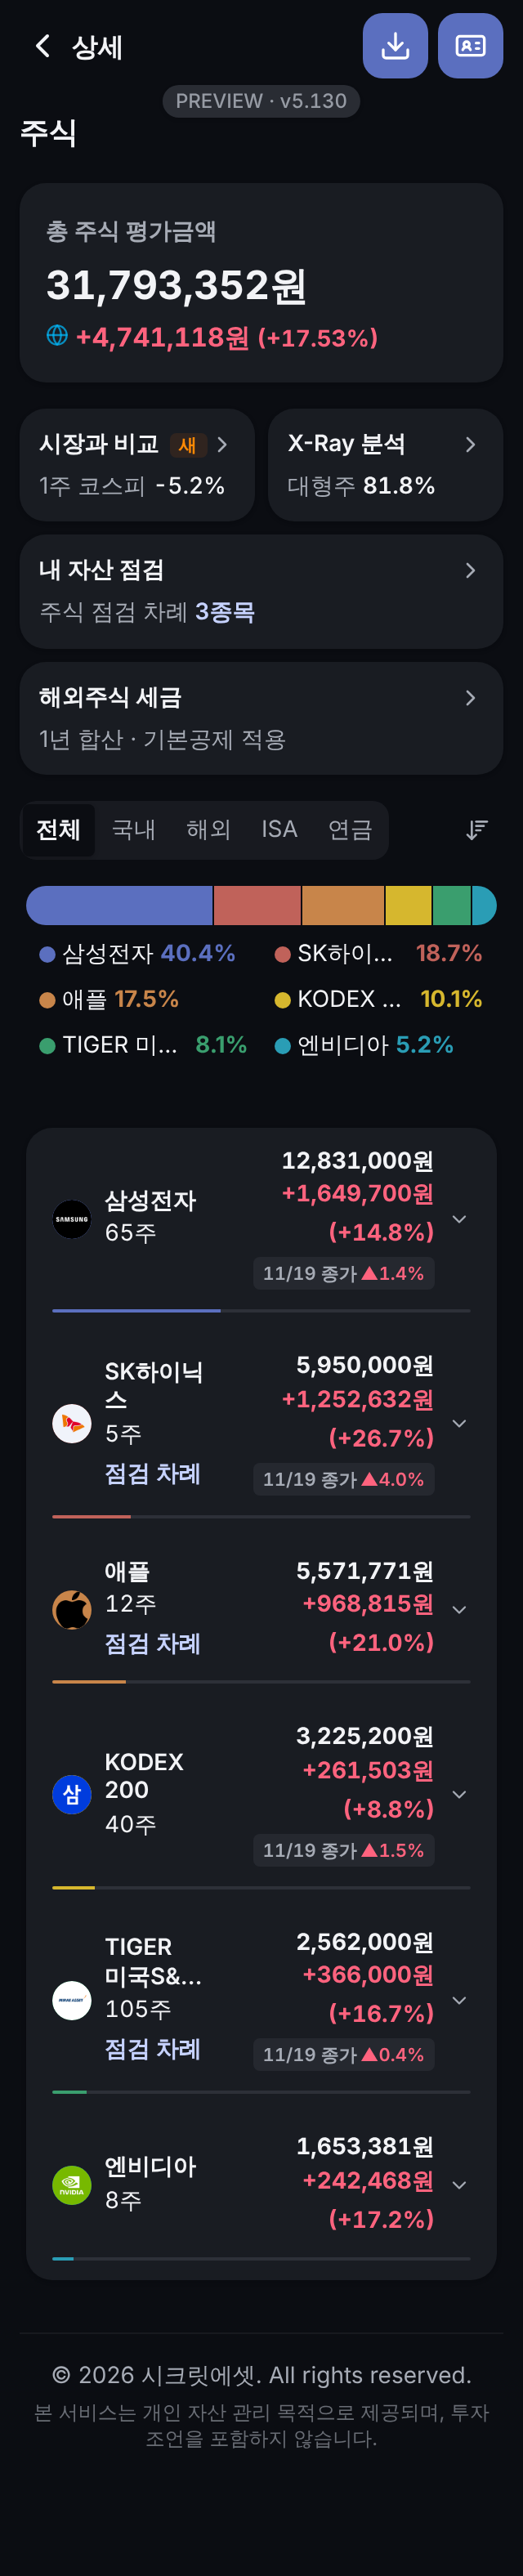 상세
PREVIEW · v5.130
주식
총 주식 평가금액
31,793,352원
+4,741,118원 (+17.53%)
시장과 비교 새
1주 코스피 -5.2%
X-Ray 분석
대형주 81.8%
내 자산 점검
주식 점검 차례 3종목
해외주식 세금
1년 합산 · 기본공제 적용
전체 국내 해외 ISA 연금
삼성전자 40.4% SK하이... 18.7%
애플 17.5% KODEX ... 10.1%
TIGER 미... 8.1% 엔비디아 5.2%
SAMSUNG
삼성전자
65주
12,831,000원
+1,649,700원
(+14.8%)
11/19 종가 ▲1.4%
SK하이닉
스
5주
점검 차례
5,950,000원
+1,252,632원
(+26.7%)
11/19 종가 ▲4.0%
애플
12주
점검 차례
5,571,771원
+968,815원
(+21.0%)
삼
KODEX
200
40주
3,225,200원
+261,503원
(+8.8%)
11/19 종가 ▲1.5%
MIRAE ASSET
TIGER
미국S&...
105주
점검 차례
2,562,000원
+366,000원
(+16.7%)
11/19 종가 ▲0.4%
NVIDIA
엔비디아
8주
1,653,381원
+242,468원
(+17.2%)
© 2026 시크릿에셋. All rights reserved.
본 서비스는 개인 자산 관리 목적으로 제공되며, 투자
조언을 포함하지 않습니다.